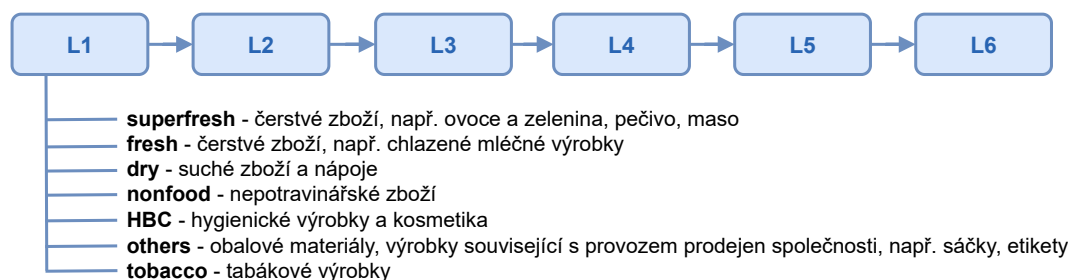 L1 L2 L3 L4 L5 L6
superfresh - čerstvé zboží, např. ovoce a zelenina, pečivo, maso
fresh - čerstvé zboží, např. chlazené mléčné výrobky
dry - suché zboží a nápoje
nonfood - nepotravinářské zboží
HBC - hygienické výrobky a kosmetika
others - obalové materiály, výrobky související s provozem prodejen společnosti, např. sáčky, etikety
tobacco - tabákové výrobky